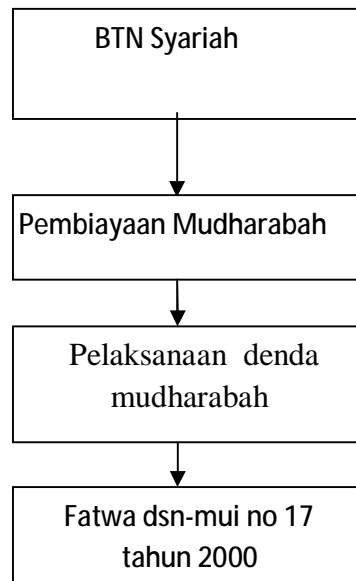 BTN Syariah
Pembiayaan Mudharabah
Pelaksanaan denda
mudharabah
Fatwa dsn-mui no 17
tahun 2000